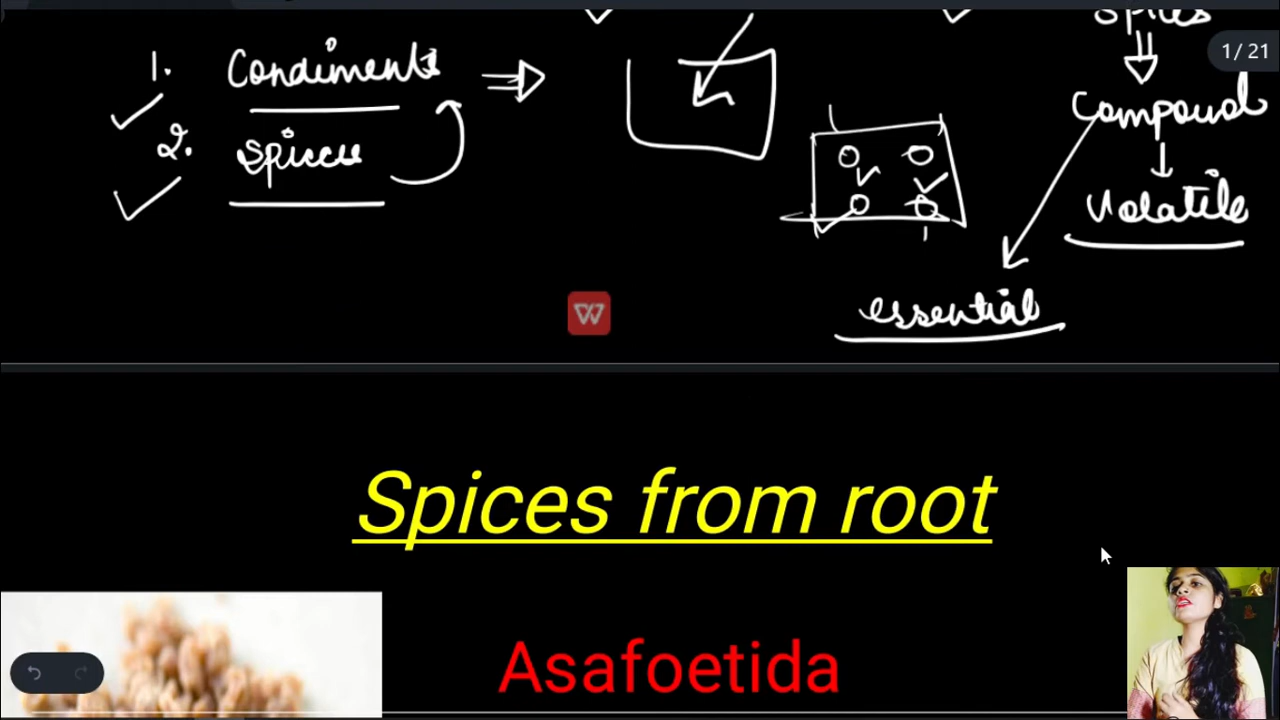 spices
1/21
1. Condiments
Compound
2. spices
volatile
essential
W
Spices from root
Asafoetida